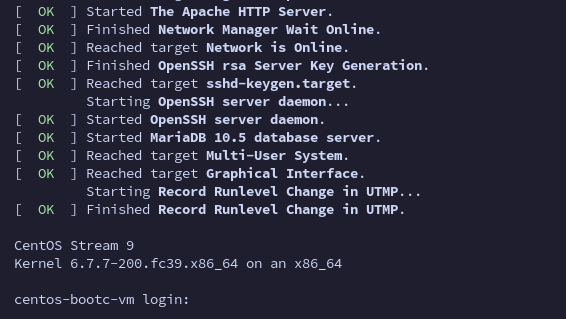 [  OK  ] Started The Apache HTTP Server.
[  OK  ] Finished Network Manager Wait Online.
[  OK  ] Reached target Network is Online.
[  OK  ] Finished OpenSSH rsa Server Key Generation.
[  OK  ] Reached target sshd-keygen.target.
         Starting OpenSSH server daemon...
[  OK  ] Started OpenSSH server daemon.
[  OK  ] Started MariaDB 10.5 database server.
[  OK  ] Reached target Multi-User System.
[  OK  ] Reached target Graphical Interface.
         Starting Record Runlevel Change in UTMP...
[  OK  ] Finished Record Runlevel Change in UTMP.
CentOS Stream 9
Kernel 6.7.7-200.fc39.x86_64 on an x86_64
centos-bootc-vm login: